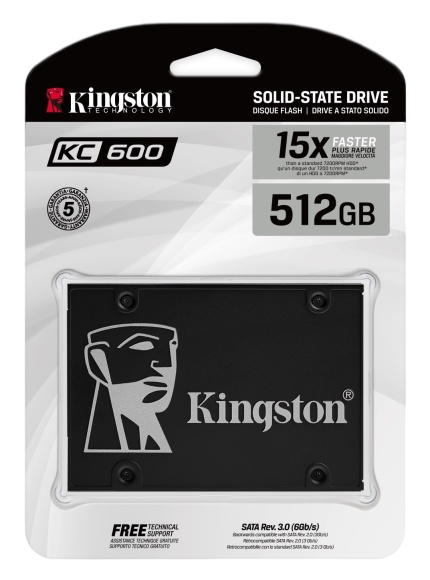 Kingston
TECHNOLOGY
SOLID-STATE DRIVE
DISQUE FLASH | DRIVE A STATO SOLIDO
KC 600
15x FASTER
PLUS RAPIDE
MAGGIORE VELOCITÀ
than a standard 7200RPM HDD*
qu'un disque dur 7200 tr/min standard*
di un HDD a 7200RPM*
512GB
5
Kingston®
FREE TECHNICAL
SUPPORT
ASSISTANCE TECHNIQUE GRATUITE
SUPPORTO TECNICO GRATUITO
SATA Rev. 3.0 (6Gb/s)
Backwards compatible with SATA Rev. 2.0 (3Gb/s)
Rétrocompatible SATA Rev. 2.0 (3 Gb/s)
Retrocompatibile con lo standard SATA Rev. 2.0 (3 Gb/s)